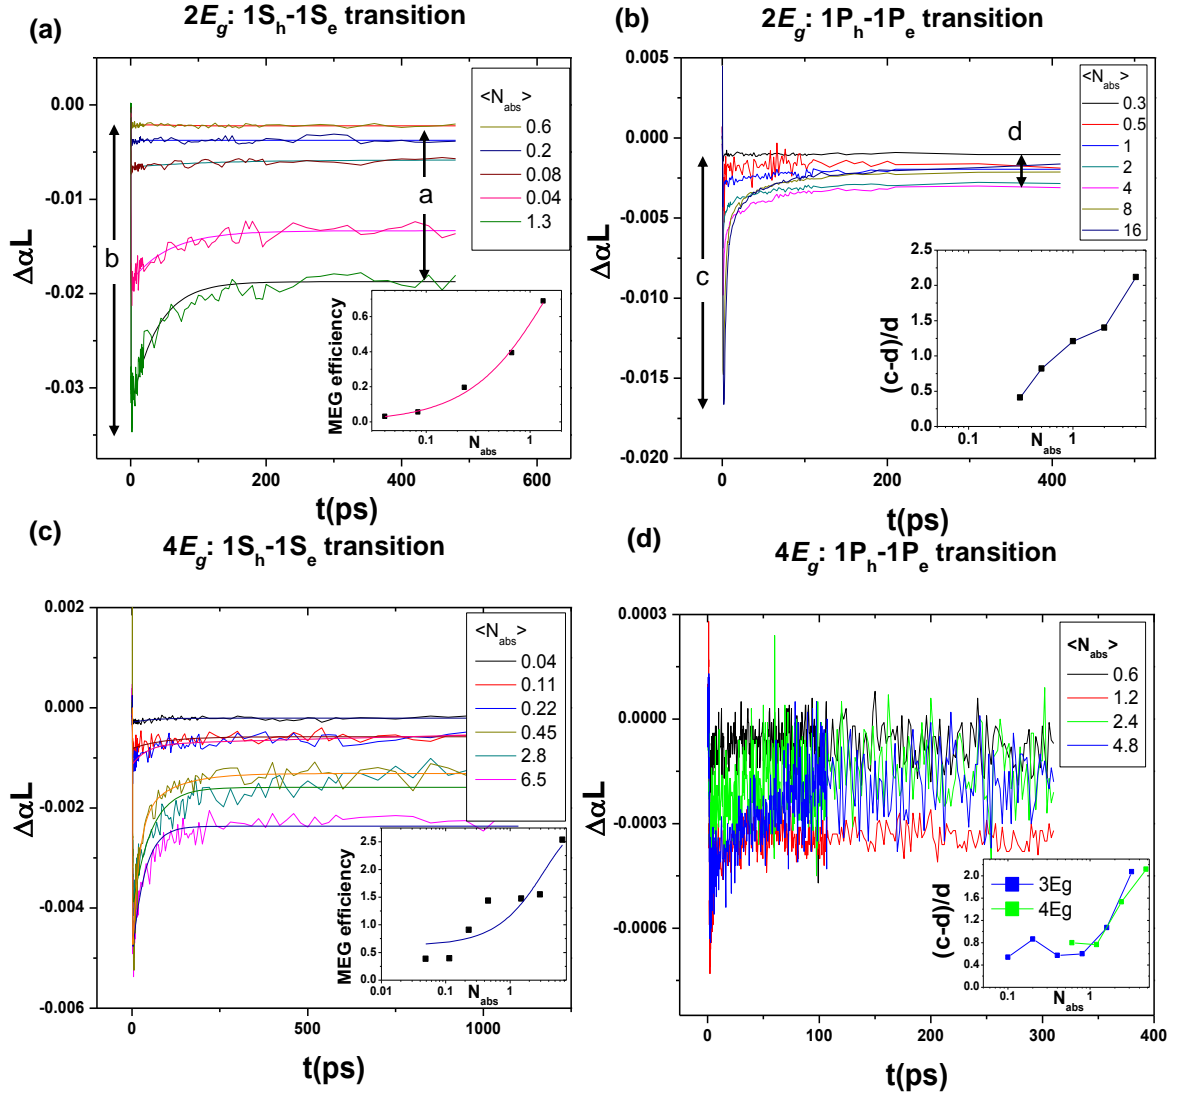 (a)
2Eg: 1Sh-1Se transition
0.00
-0.01
-0.02
-0.03
ΔαL
<Nabs>
0.6
0.2
0.08
0.04
1.3
a
b
MEG efficiency
0.6
0.4
0.2
0.0
0.1
1
Nabs
0
200
400
600
t(ps)
(b)
2Eg: 1Ph-1Pe transition
0.005
0.000
-0.005
-0.010
-0.015
-0.020
ΔαL
<Nabs>
0.3
0.5
1
2
4
8
16
d
c
(c-d)/d
2.5
2.0
1.5
1.0
0.5
0.0
0.1
1
Nabs
0
200
400
t(ps)
(c)
4Eg: 1Sh-1Se transition
0.002
0.000
-0.002
-0.004
-0.006
ΔαL
<Nabs>
0.04
0.11
0.22
0.45
2.8
6.5
MEG efficiency
2.5
2.0
1.5
1.0
0.5
0.0
0.01
0.1
1
Nabs
0
500
1000
t(ps)
(d)
4Eg: 1Ph-1Pe transition
0.0003
0.0000
-0.0003
-0.0006
ΔαL
<Nabs>
0.6
1.2
2.4
4.8
3Eg
4Eg
(c-d)/d
2.0
1.6
1.2
0.8
0.4
0.0
0.1
1
Nabs
0
100
200
300
400
t(ps)